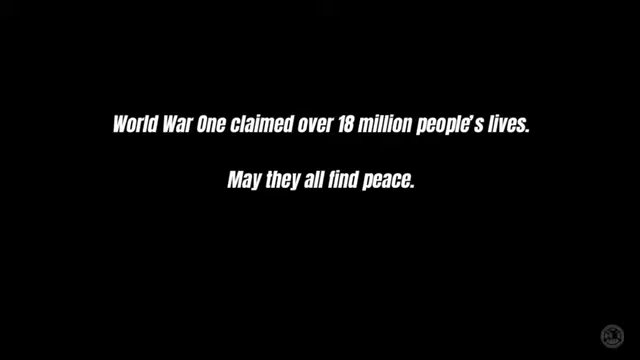 World War One claimed over 18 million people's lives.
May they all find peace.